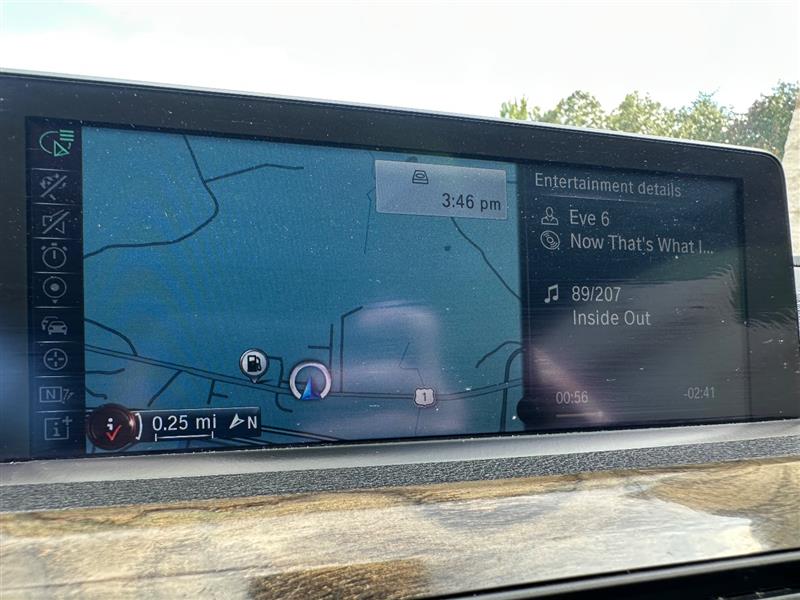 3:46 pm
Entertainment details
Eve 6
Now That's What I...
89/207
Inside Out
00:56 -02:41
1
0.25 mi N
N
i+